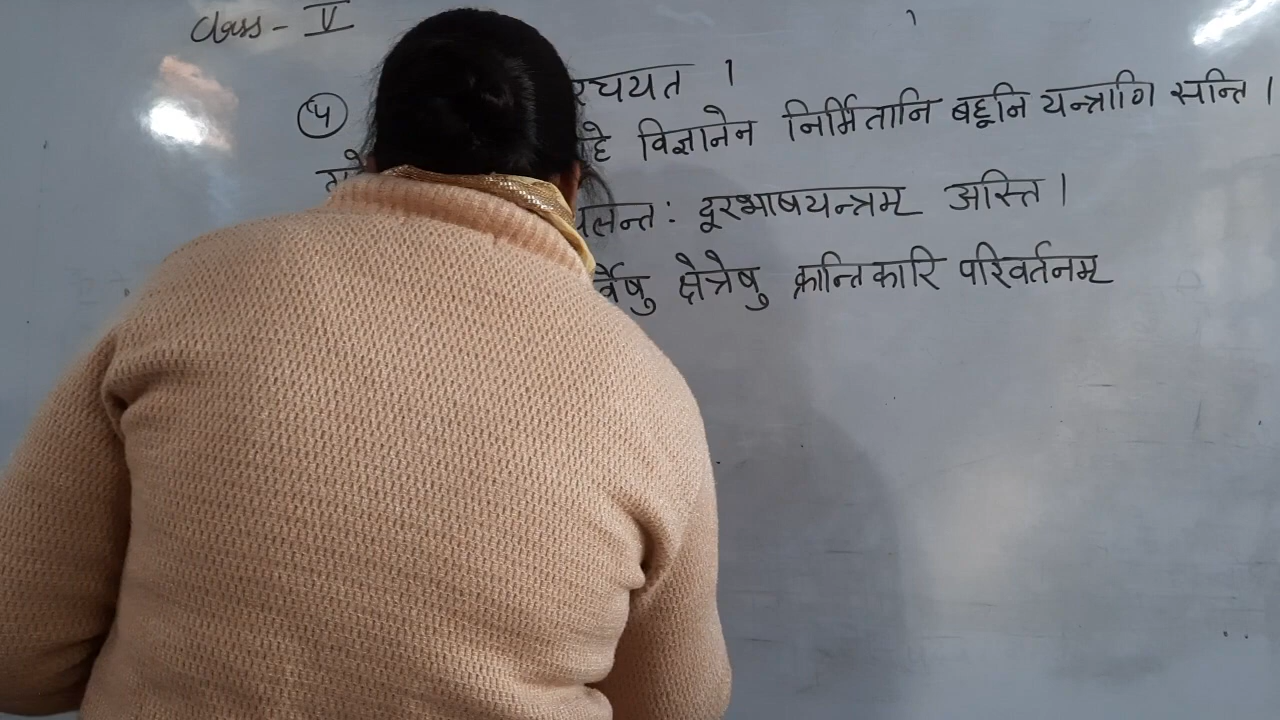 Class - V
५ रचयत ।
विज्ञानेन निर्मितानि बहूनि यन्त्राणि सन्ति ।
दूरभाषयन्त्रम् अस्ति ।
क्षेत्रेषु क्रान्तिकारि परिवर्तनम्